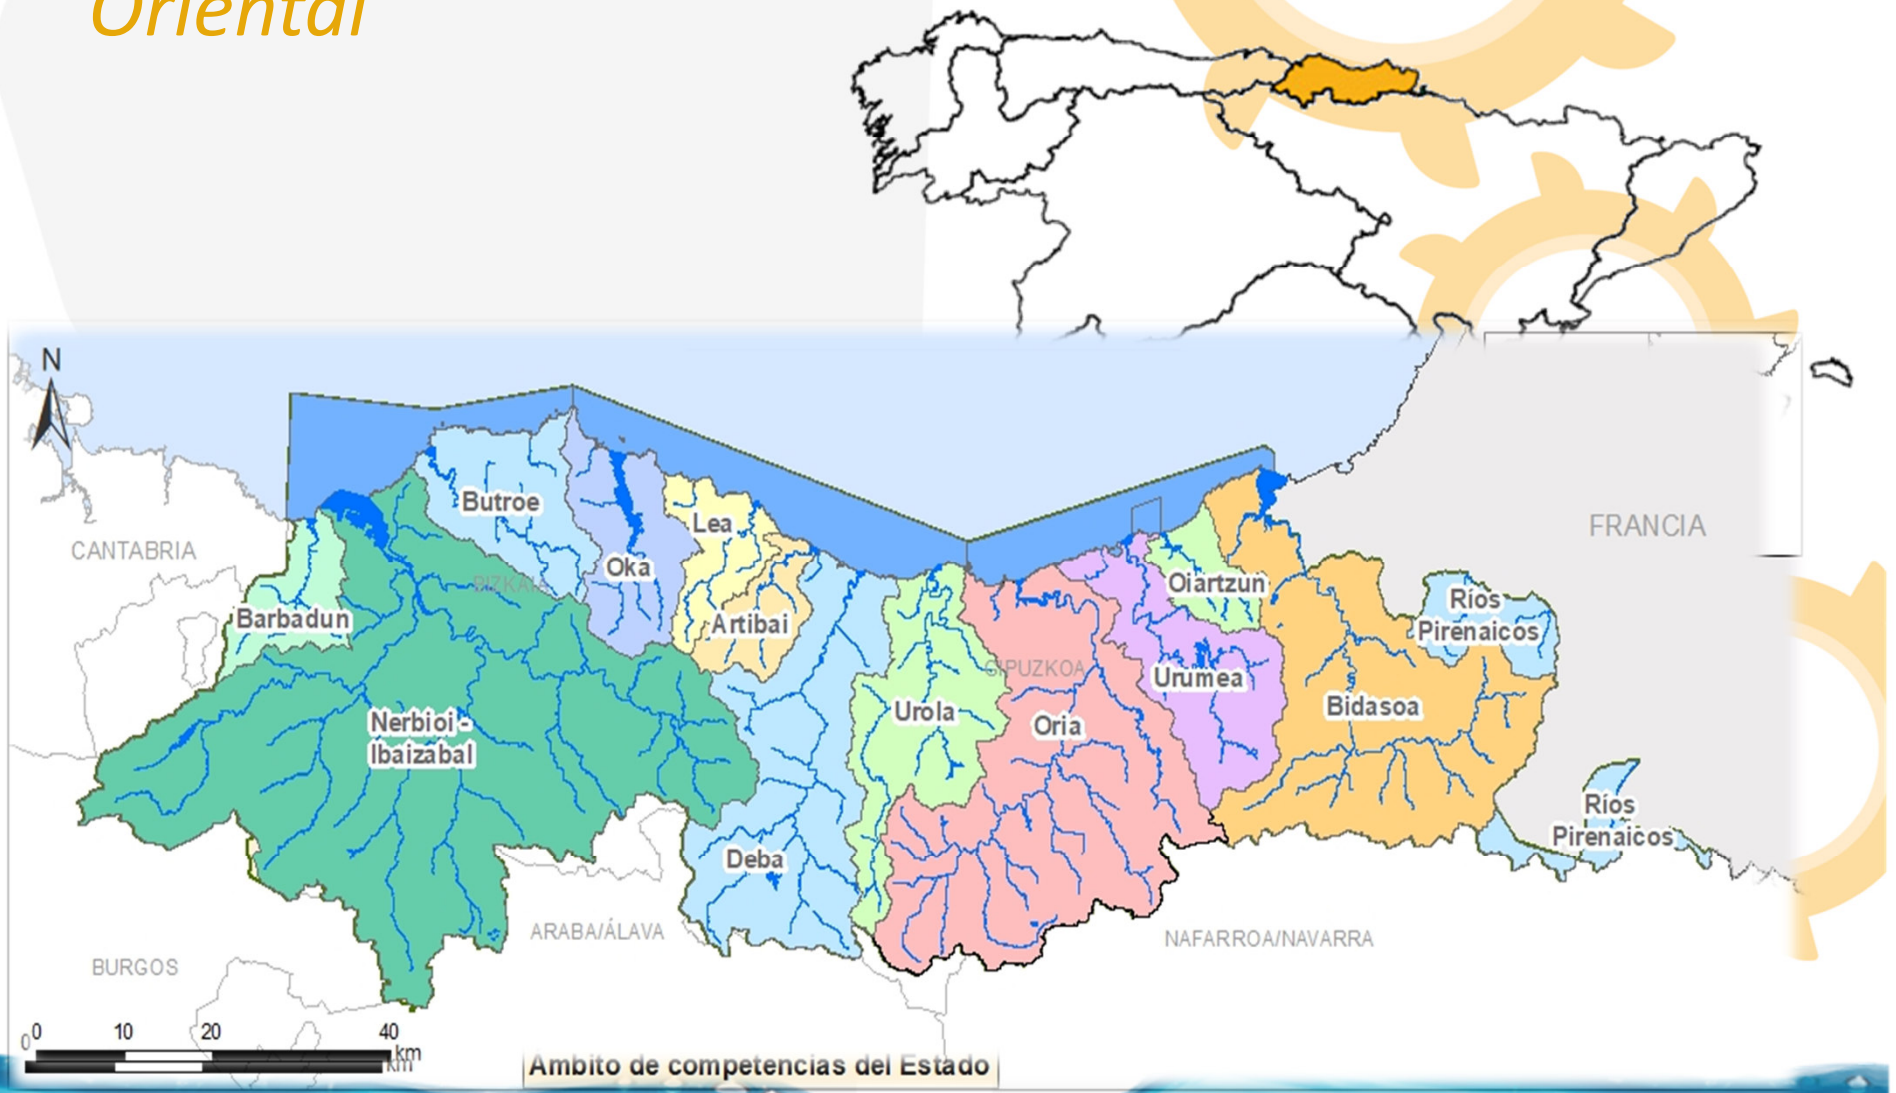 Oriental
N
CANTABRIA
FRANCIA
Butroe
Lea
Oka
BIZKAIA
Oiartzun
Ríos
Pirenaicos
Barbadun
Artibai
GIPUZKOA
Urumea
Nerbioi -
Ibaizabal
Urola
Oria
Bidasoa
Ríos
Pirenaicos
Deba
ARABA/ÁLAVA
NAFARROA/NAVARRA
BURGOS
0 10 20 40
km
0
km
Ambito de competencias del Estado